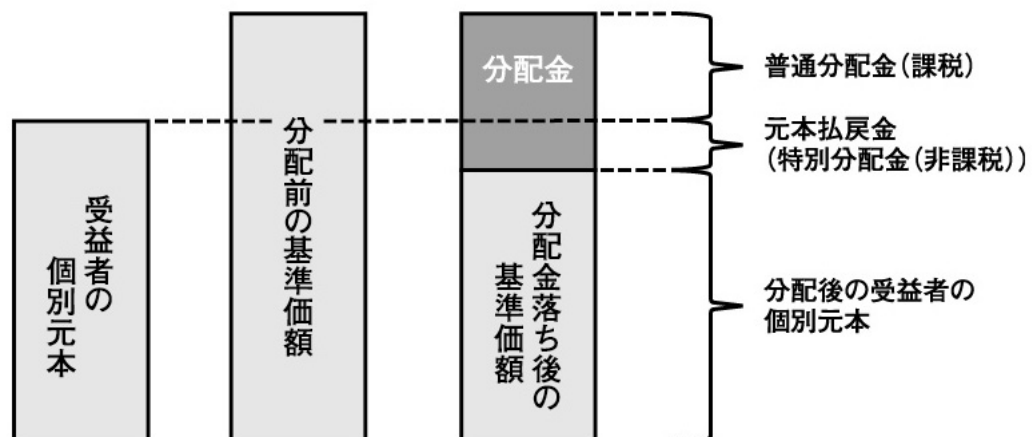 受益者の
個別元本
分配前の基準価額
分配金
分配金落ち後の
基準価額
普通分配金(課税)
元本払戻金
(特別分配金(非課税))
分配後の受益者の
個別元本